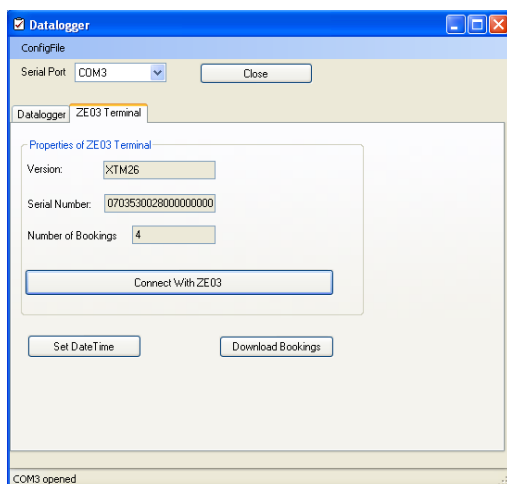 Datalogger
ConfigFile
Serial Port COM3 Close
Datalogger ZE03 Terminal
Properties of ZE03 Terminal
Version: XTM26
Serial Number: 0703530028000000000
Number of Bookings 4
Connect With ZE03
Set DateTime Download Bookings
COM3 opened